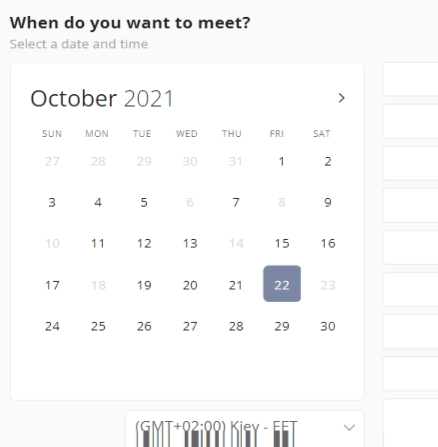 When do you want to meet?
Select a date and time
October 2021
SUN MON TUE WED THU FRI SAT
27 28 29 30 31 1 2
3 4 5 6 7 8 9
10 11 12 13 14 15 16
17 18 19 20 21 22 23
24 25 26 27 28 29 30
(GMT+02:00) Kiev - EET